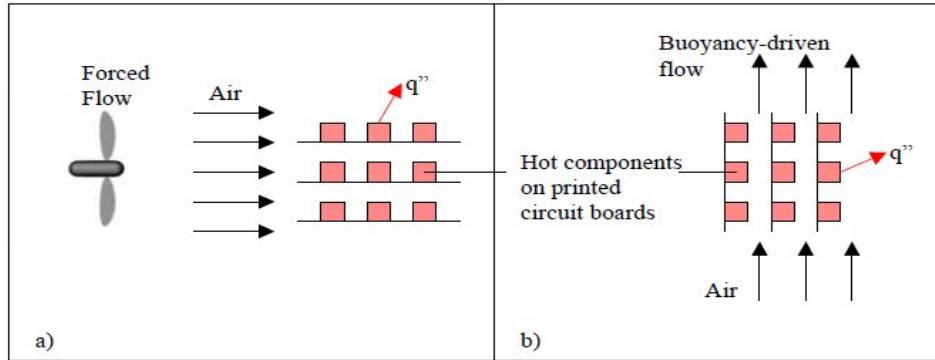 Forced
Flow
Air
q”
a)
Hot components
on printed
circuit boards
Buoyancy-driven
flow
q”
Air
b)